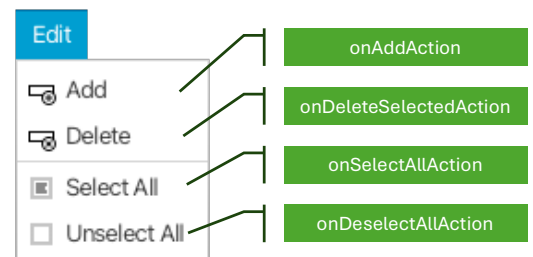 Edit
Add
onAddAction
Delete
onDeleteSelectedAction
Select All
onSelectAllAction
Unselect All
onDeselectAllAction